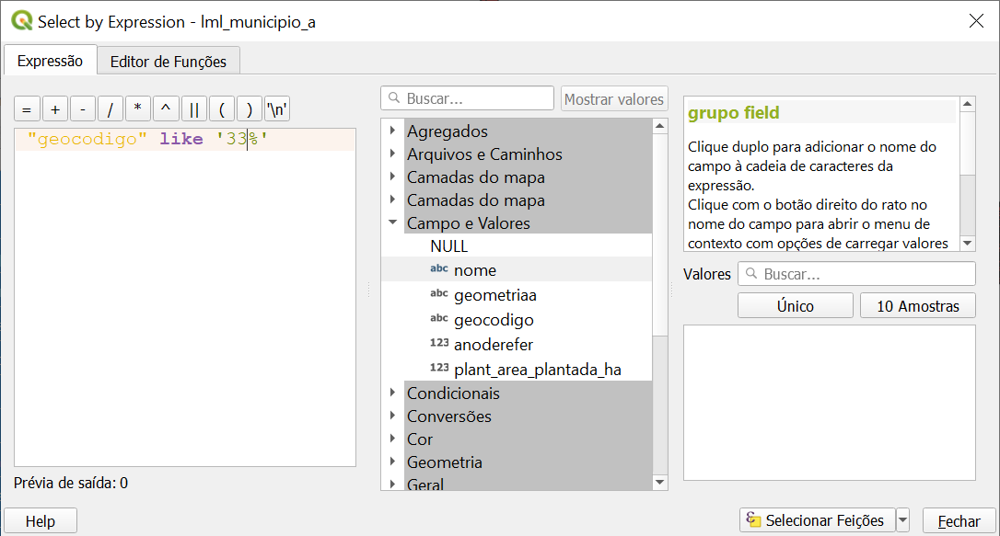 Select by Expression - lml_municipio_a
Expressão
Editor de Funções
= + - / * ^ || ( ) '\n'
"geocodigo" like '33%'
Prévia de saída: 0
Help
Buscar...
Mostrar valores
Agregados
Arquivos e Caminhos
Camadas do mapa
Camadas do mapa
Campo e Valores
NULL
abc nome
abc geometriaa
abc geocodigo
123 anoderefer
123 plant_area_plantada_ha
Condicionais
Conversões
Cor
Geometria
Geral
grupo field
Clique duplo para adicionar o nome do
campo à cadeia de caracteres da
expressão.
Clique com o botão direito do rato no
nome do campo para abrir o menu de
contexto com opções de carregar valores
Valores
Buscar...
Único
10 Amostras
Selecionar Feições
Fechar